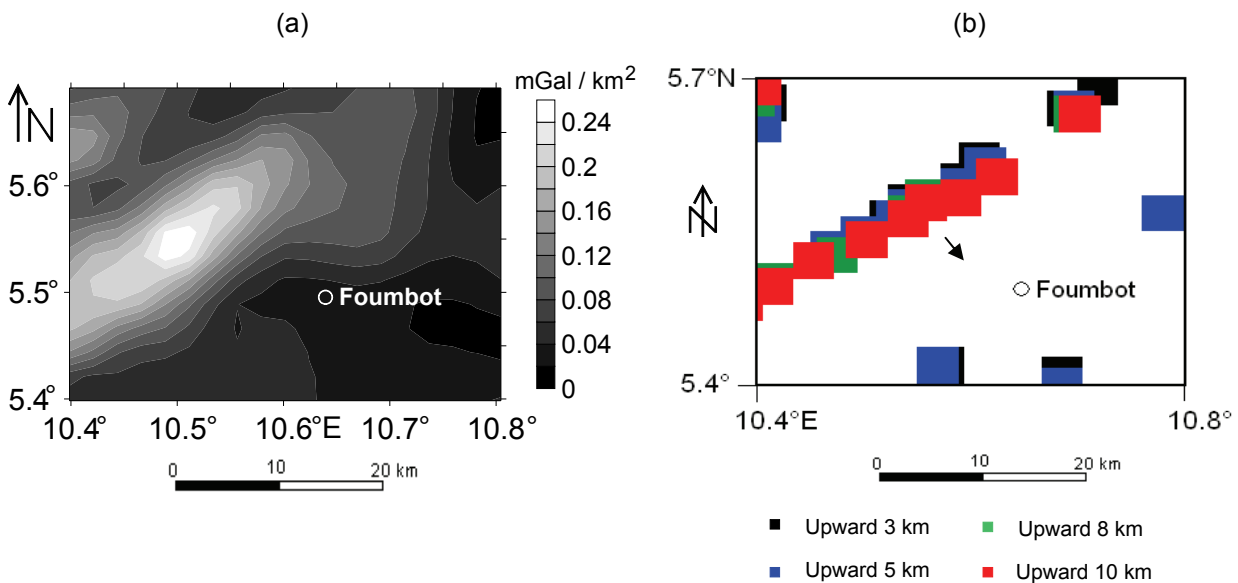 (a)
(b)
N
mGal / km²
0.24
0.2
0.16
0.12
0.08
0.04
0
5.6°
5.5°
5.4°
Foumbot
10.4°
10.5°
10.6°E
10.7°
10.8°
0
10
20 km
5.7°N
N
Foumbot
5.4°
10.4°E
10.8°
0
10
20 km
Upward 3 km
Upward 8 km
Upward 5 km
Upward 10 km